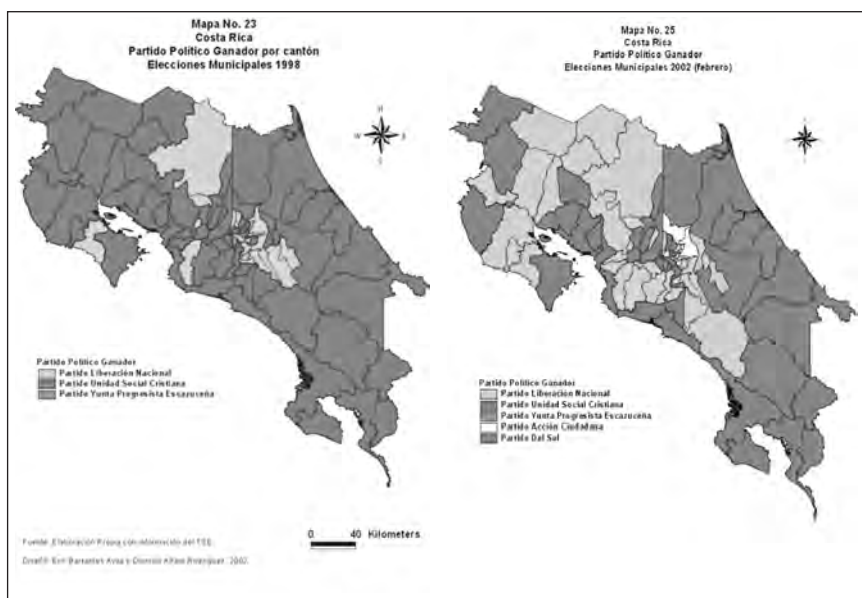 Mapa No. 23
Costa Rica
Partido Político Ganador por cantón
Elecciones Municipales 1998
N
W
E
S
Partido Político Ganador
Partido Liberación Nacional
Partido Unidad Social Cristiana
Partido Yunta Progresista Escazuceña
Fuente: Elaboración Propia con información del TSE.
0 40 Kilometers
Mapa No. 25
Costa Rica
Partido Político Ganador
Elecciones Municipales 2002 (febrero)
Partido Político Ganador
Partido Liberación Nacional
Partido Unidad Social Cristiana
Partido Yunta Progresista Escazuceña
Partido Acción Ciudadana
Partido Del Sol